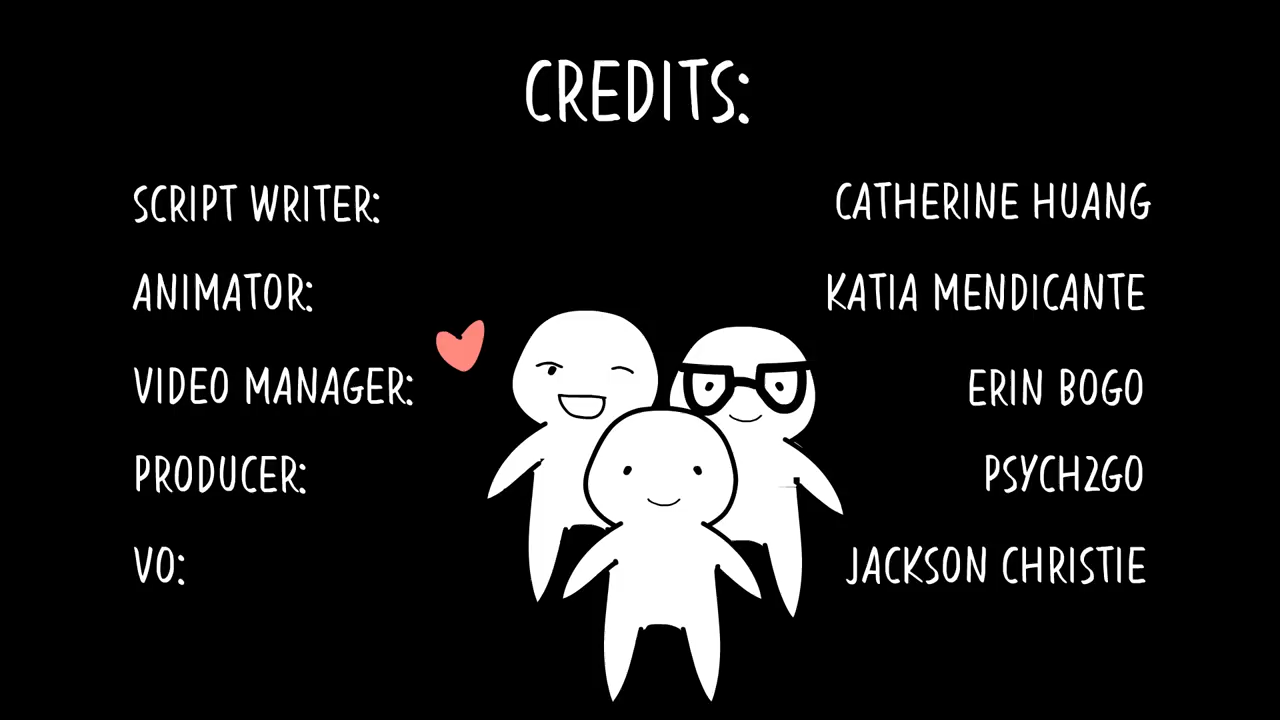 CREDITS:
SCRIPT WRITER: CATHERINE HUANG
ANIMATOR: KATIA MENDICANTE
VIDEO MANAGER: ERIN BOGO
PRODUCER: PSYCH2GO
VO: JACKSON CHRISTIE